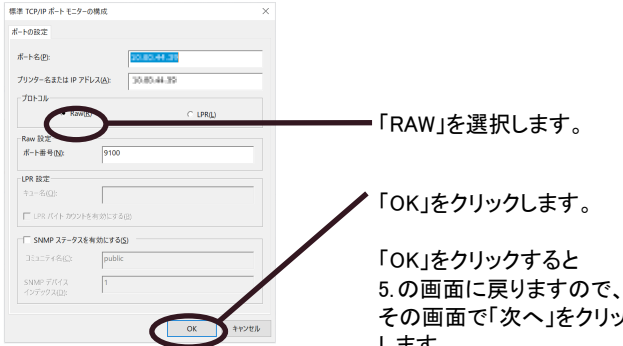 標準 TCP/IP ポート モニターの構成
ポートの設定
ポート名(P):
プリンター名または IP アドレス(A):
プロトコル
Raw(R)
LPR(L)
「RAW」を選択します。
Raw 設定
ポート番号(N): 9100
LPR 設定
キュー名(Q):
LPR バイト カウントを有効にする(B)
「OK」をクリックします。
SNMP ステータスを有効にする(S)
コミュニティ名(C): public
SNMP デバイス
インデックス(D): 1
「OK」をクリックすると
5.の画面に戻りますので、
その画面で「次へ」をクリッ
します
OK キャンセル